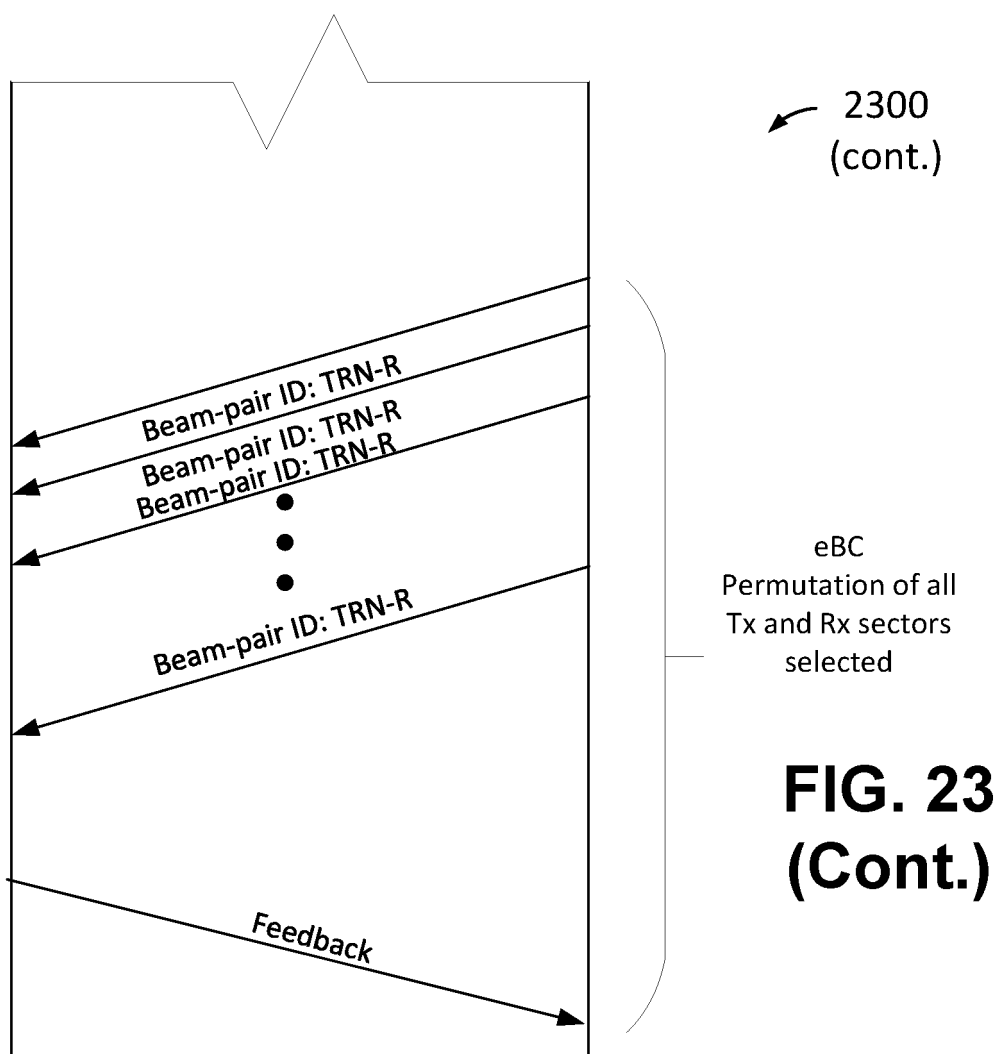 2300
(cont.)
Beam-pair ID: TRN-R
Beam-pair ID: TRN-R
Beam-pair ID: TRN-R
Beam-pair ID: TRN-R
eBC
Permutation of all
Tx and Rx sectors
selected
FIG. 23
(Cont.)
Feedback